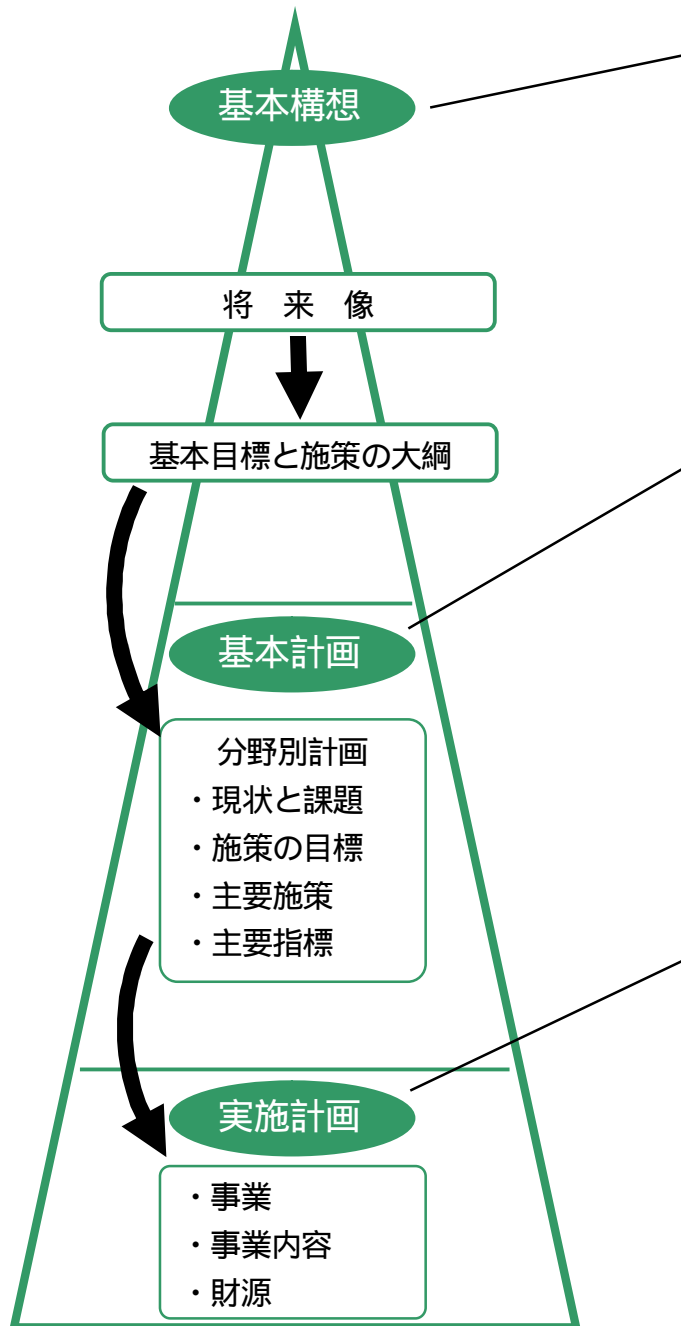 基本構想
将　来　像
基本目標と施策の大綱
基本計画
分野別計画
・現状と課題
・施策の目標
・主要施策
・主要指標
実施計画
・事業
・事業内容
・財源